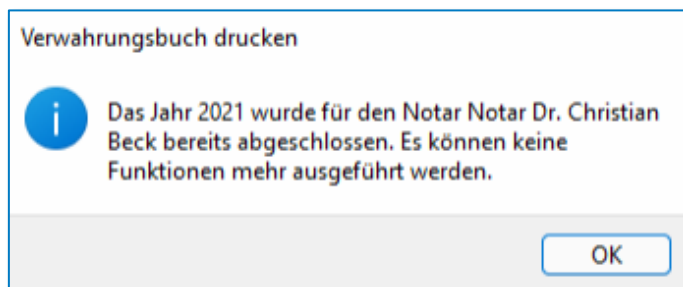 Verwahrungsbuch drucken
Das Jahr 2021 wurde für den Notar Notar Dr. Christian
Beck bereits abgeschlossen. Es können keine
Funktionen mehr ausgeführt werden.
OK